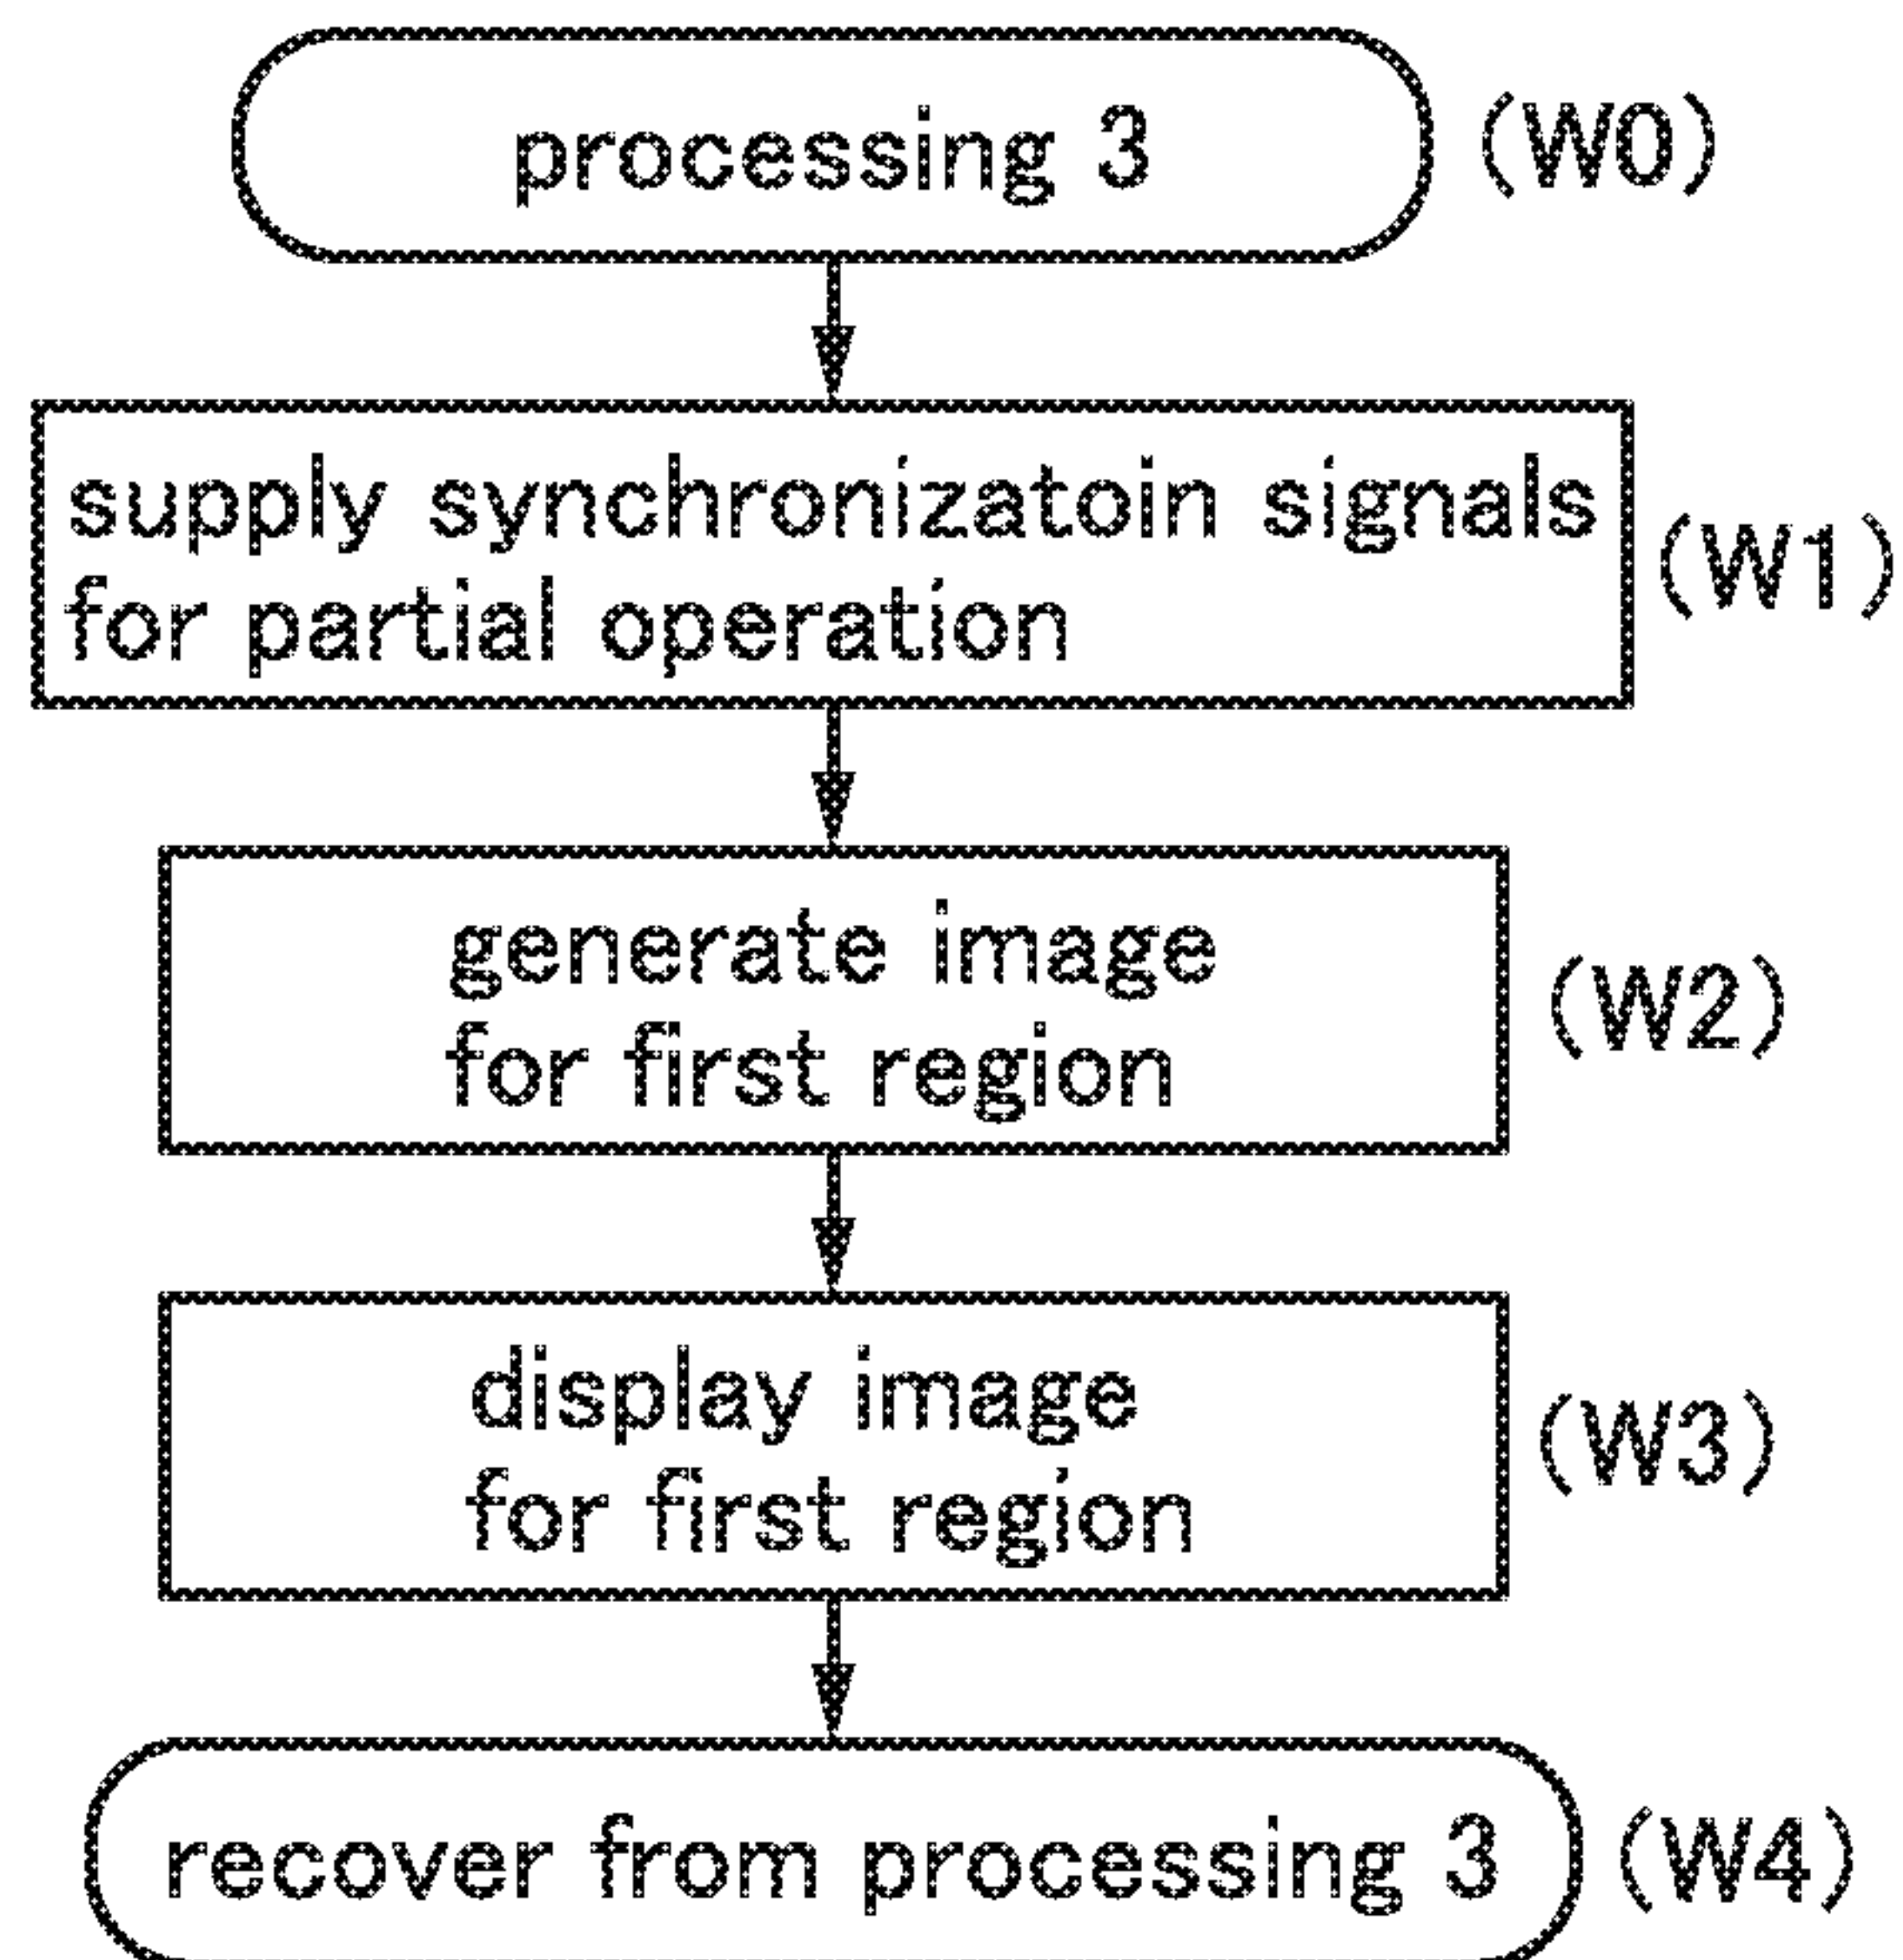 processing 3 (W0)
supply synchronizatoin signals
for partial operation
(W1)
generate image
for first region
(W2)
display image
for first region
(W3)
recover from processing 3 (W4)